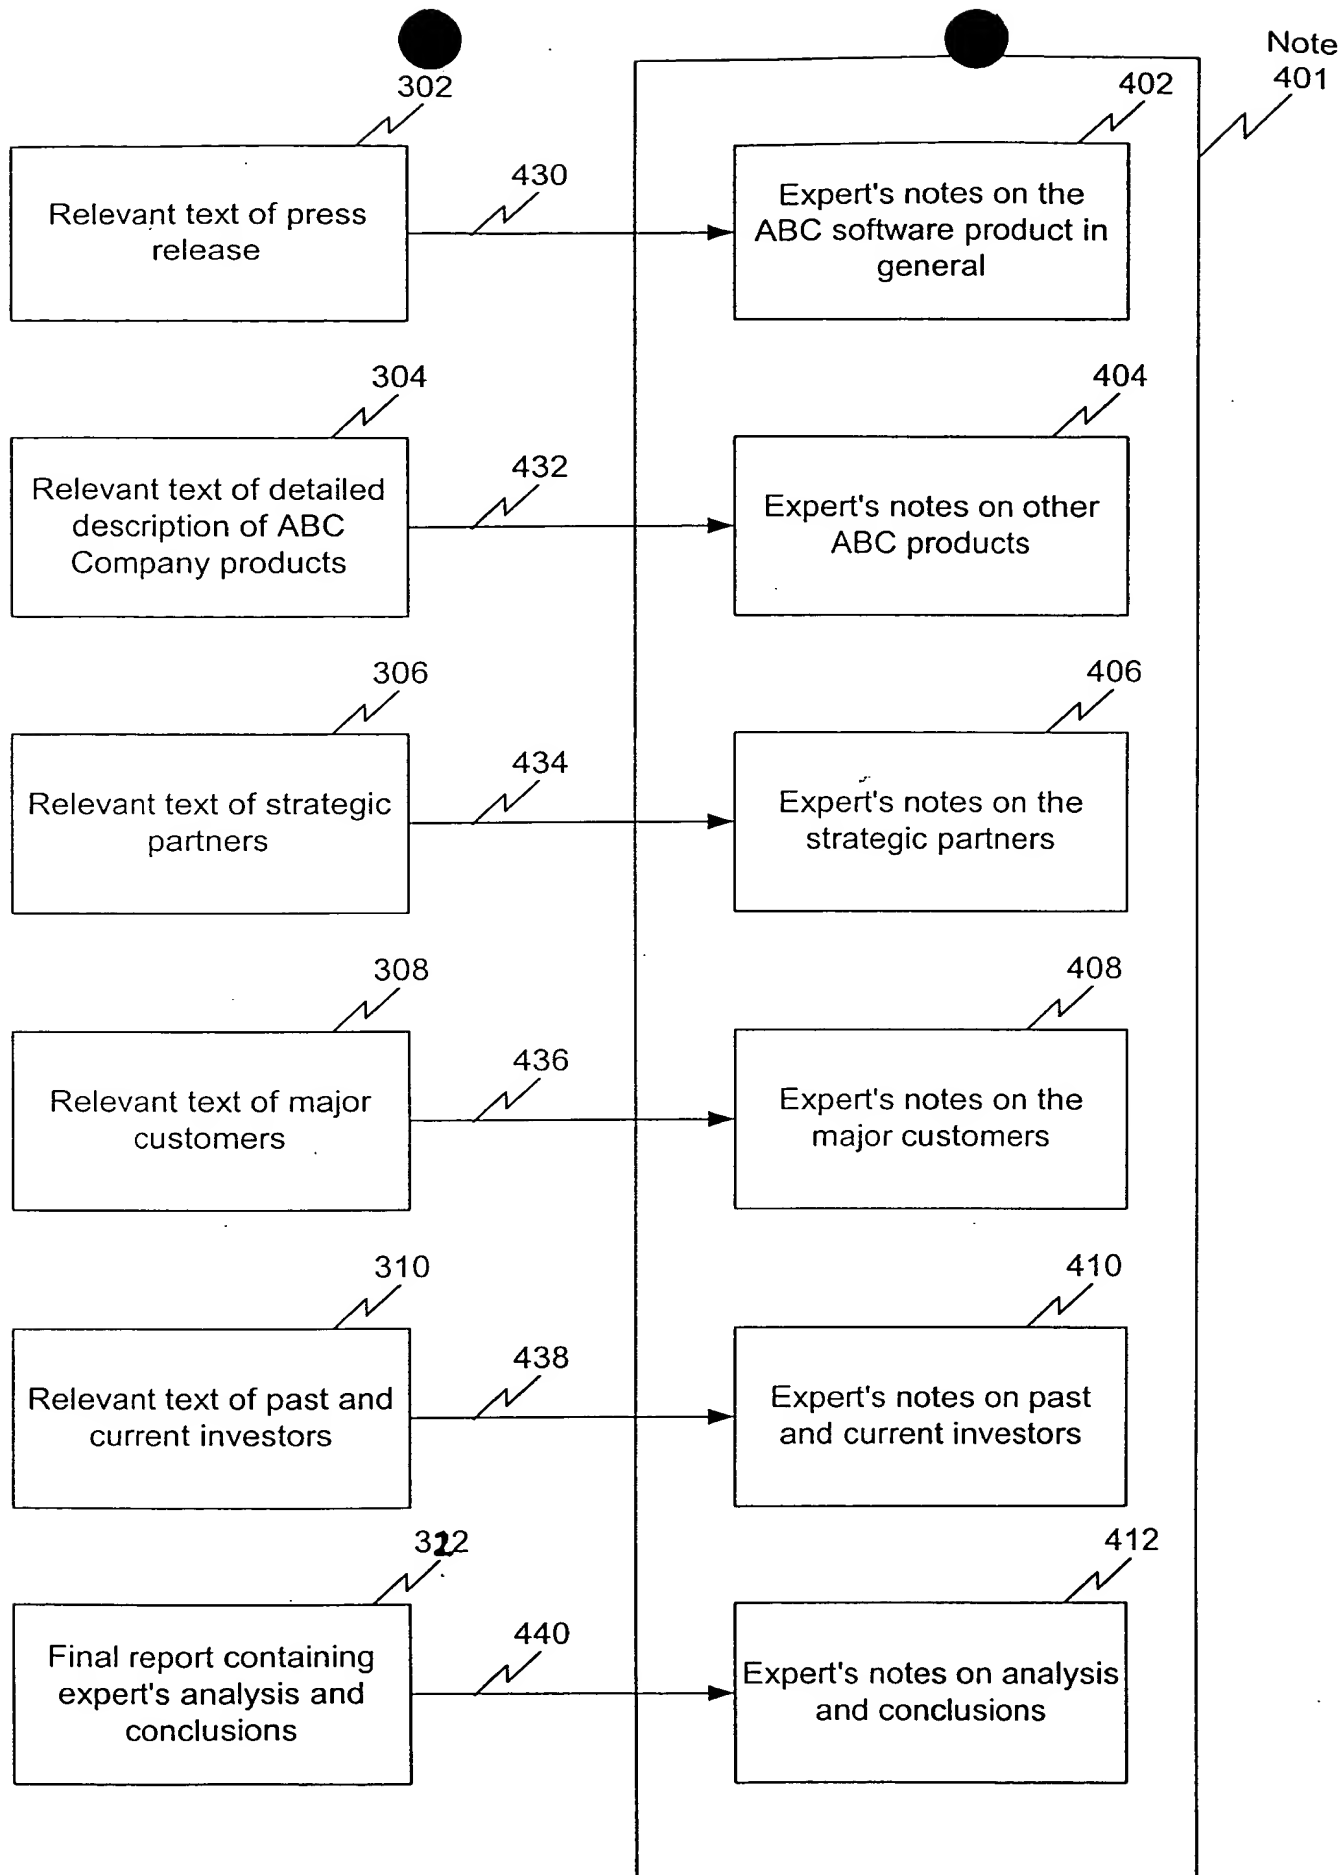 Note
401
302
402
430
Relevant text of press
release
Expert's notes on the
ABC software product in
general
304
404
432
Relevant text of detailed
description of ABC
Company products
Expert's notes on other
ABC products
306
406
434
Relevant text of strategic
partners
Expert's notes on the
strategic partners
308
408
436
Relevant text of major
customers
Expert's notes on the
major customers
310
410
438
Relevant text of past and
current investors
Expert's notes on past
and current investors
312
412
440
Final report containing
expert's analysis and
conclusions
Expert's notes on analysis
and conclusions